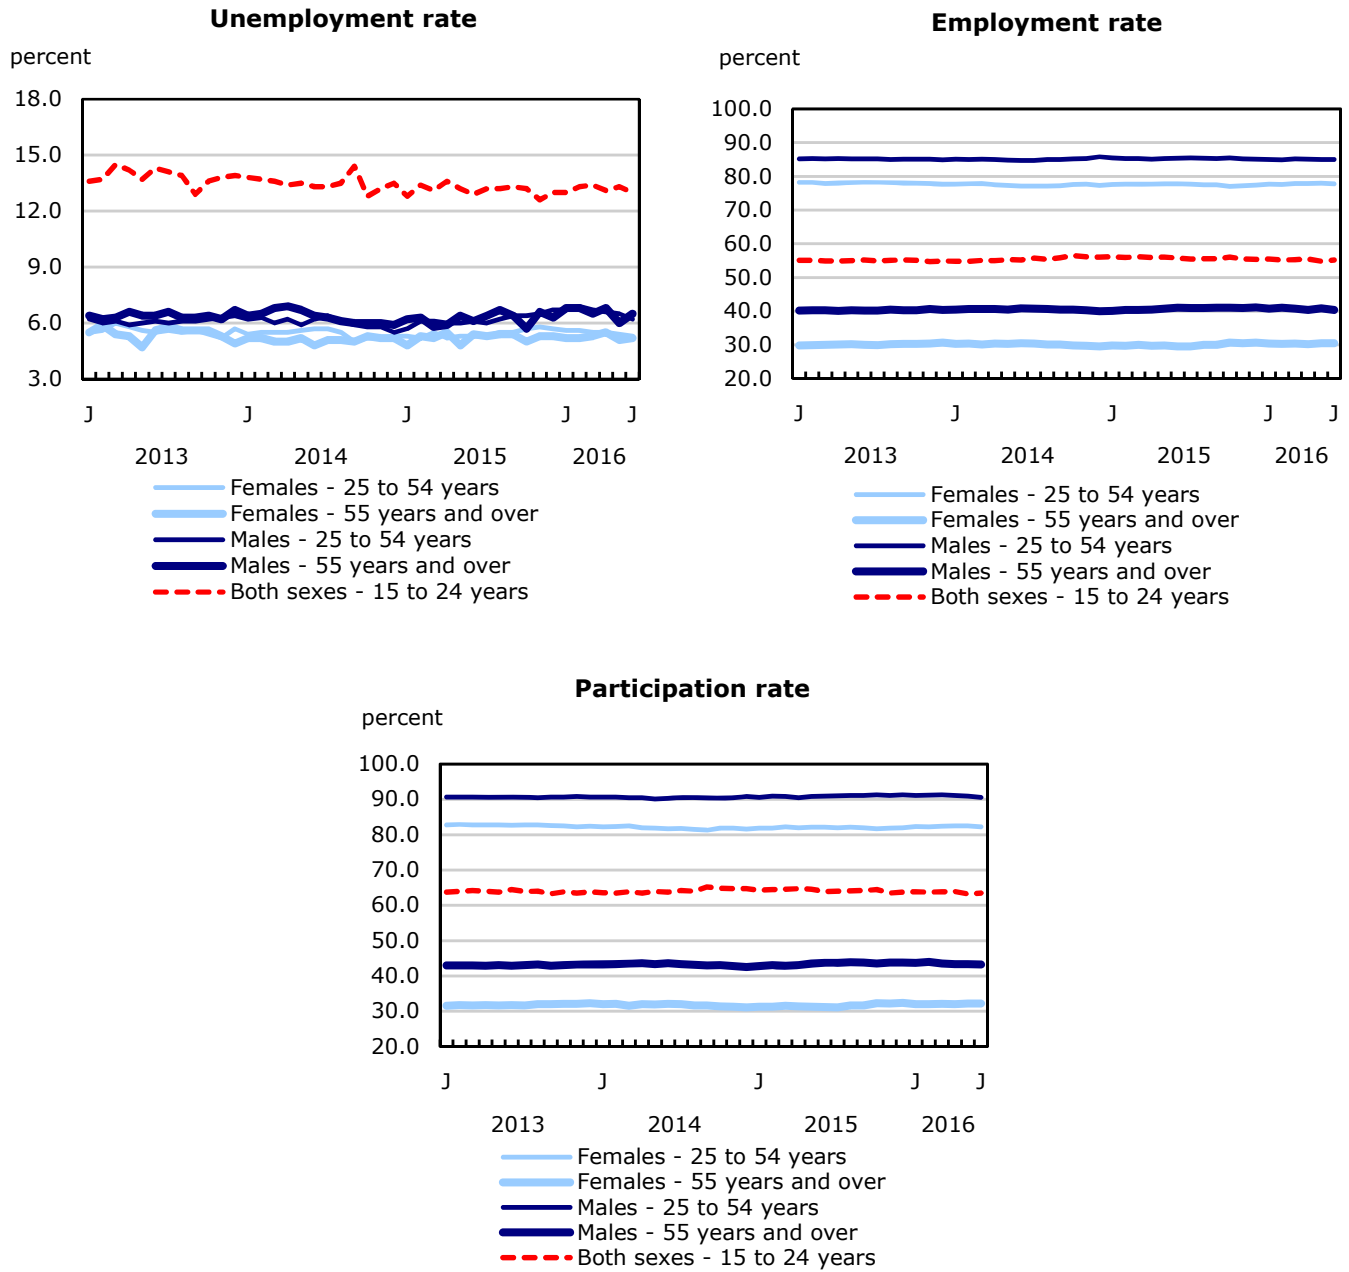 Unemployment rate
percent
18.0
15.0
12.0
9.0
6.0
3.0
J J J J J
2013 2014 2015 2016
Females - 25 to 54 years
Females - 55 years and over
Males - 25 to 54 years
Males - 55 years and over
Both sexes - 15 to 24 years
Employment rate
percent
100.0
90.0
80.0
70.0
60.0
50.0
40.0
30.0
20.0
J J J J J
2013 2014 2015 2016
Females - 25 to 54 years
Females - 55 years and over
Males - 25 to 54 years
Males - 55 years and over
Both sexes - 15 to 24 years
Participation rate
percent
100.0
90.0
80.0
70.0
60.0
50.0
40.0
30.0
20.0
J J J J J
2013 2014 2015 2016
Females - 25 to 54 years
Females - 55 years and over
Males - 25 to 54 years
Males - 55 years and over
Both sexes - 15 to 24 years